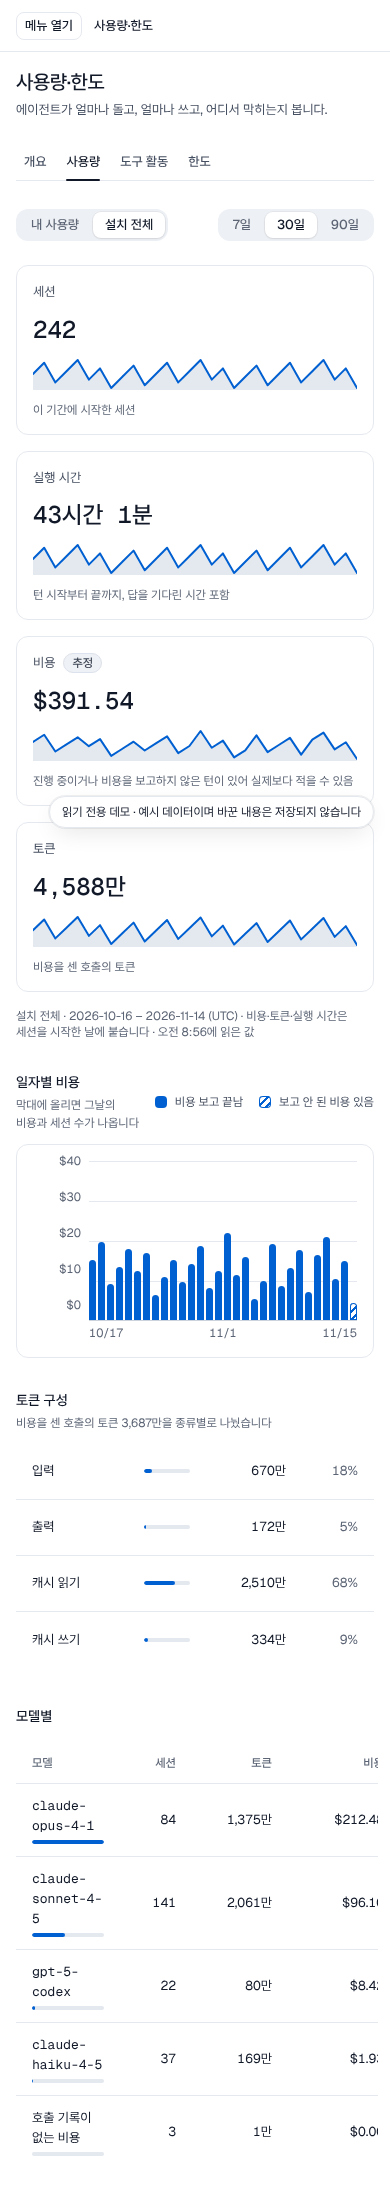 메뉴 열기 사용량·한도
사용량·한도
에이전트가 얼마나 돌고, 얼마나 쓰고, 어디서 막히는지 봅니다.
개요 사용량 도구 활동 한도
내 사용량 설치 전체 7일 30일 90일
세션
242
이 기간에 시작한 세션
실행 시간
43시간 1분
턴 시작부터 끝까지, 답을 기다린 시간 포함
비용 추정
$391.54
진행 중이거나 비용을 보고하지 않은 턴이 있어 실제보다 적을 수 있음
읽기 전용 데모 · 예시 데이터이며 바꾼 내용은 저장되지 않습니다
토큰
4,588만
비용을 센 호출의 토큰
설치 전체 · 2026-10-16 – 2026-11-14 (UTC) · 비용·토큰·실행 시간은
세션을 시작한 날에 붙습니다 · 오전 8:56에 읽은 값
일자별 비용
막대에 올리면 그날의
비용과 세션 수가 나옵니다
비용 보고 끝남 보고 안 된 비용 있음
$40
$30
$20
$10
$0
10/17 11/1 11/15
토큰 구성
비용을 센 호출의 토큰 3,687만을 종류별로 나눴습니다
입력 670만 18%
출력 172만 5%
캐시 읽기 2,510만 68%
캐시 쓰기 334만 9%
모델별
모델 세션 토큰
claude-
opus-4-1 84 1,375만
claude-
sonnet-4-
5 141 2,061만
gpt-5-
codex 22 80만
claude-
haiku-4-5 37 169만
호출 기록이
없는 비용 3 1만